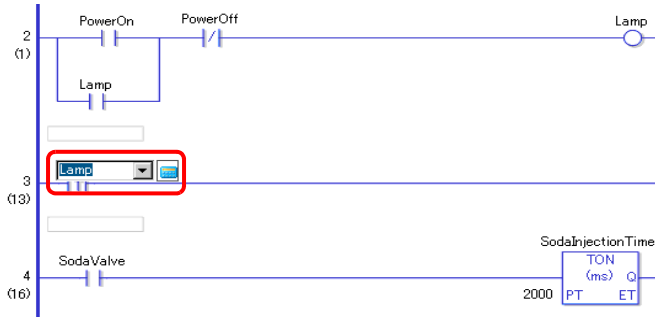 PowerOn PowerOff Lamp
2
(1)
Lamp
Lamp
3
(13)
SodaInjectionTime
SodaValve TON
4 (ms) Q
(16) 2000 PT ET